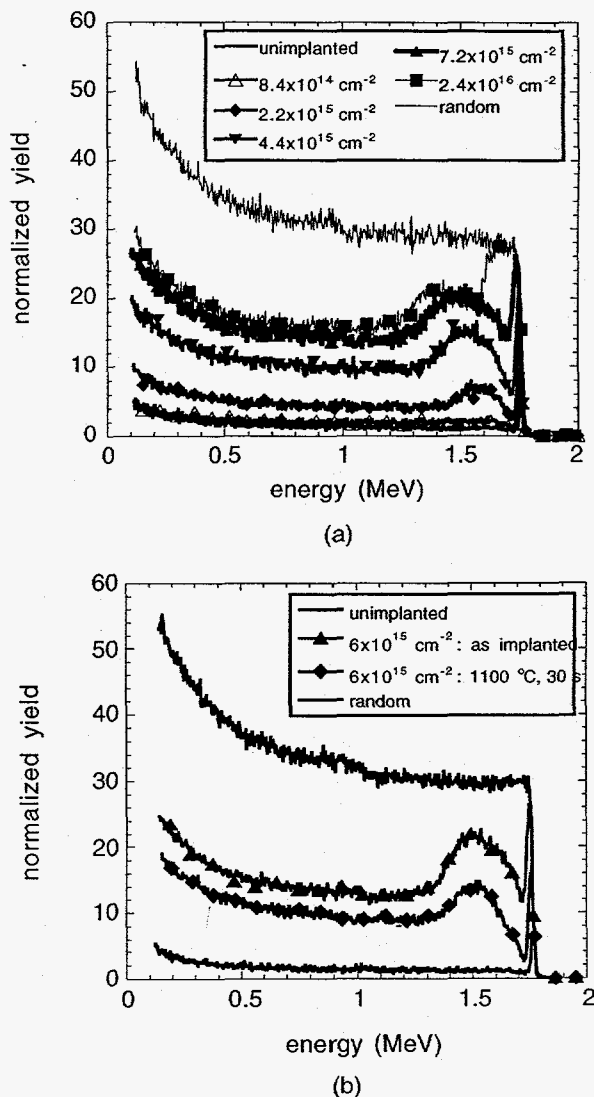 60
50
40
30
20
10
0
normalized yield
unimplanted
8.4x10¹⁴ cm⁻²
2.2x10¹⁵ cm⁻²
4.4x10¹⁵ cm⁻²
7.2x10¹⁵ cm⁻²
2.4x10¹⁶ cm⁻²
random
0 0.5 1 1.5 2
energy (MeV)
(a)
60
50
40
30
20
10
0
normalized yield
unimplanted
6x10¹⁵ cm⁻² : as implanted
6x10¹⁵ cm⁻² : 1100 °C, 30 s
random
0 0.5 1 1.5 2
energy (MeV)
(b)